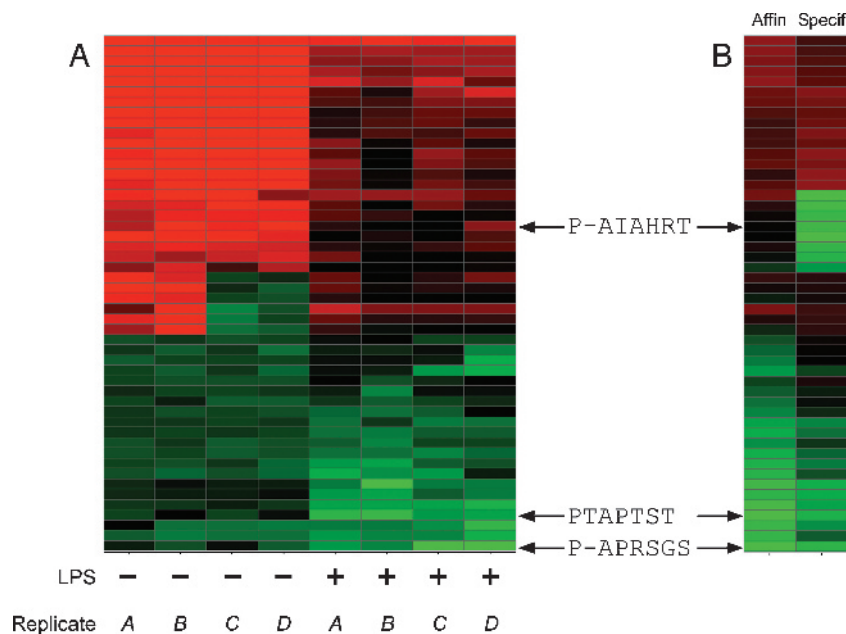 Affin Specif
A B
P-AIAHRT
PTAPTST
P-APRSGS
LPS − − − − + + + +
Replicate A B C D A B C D